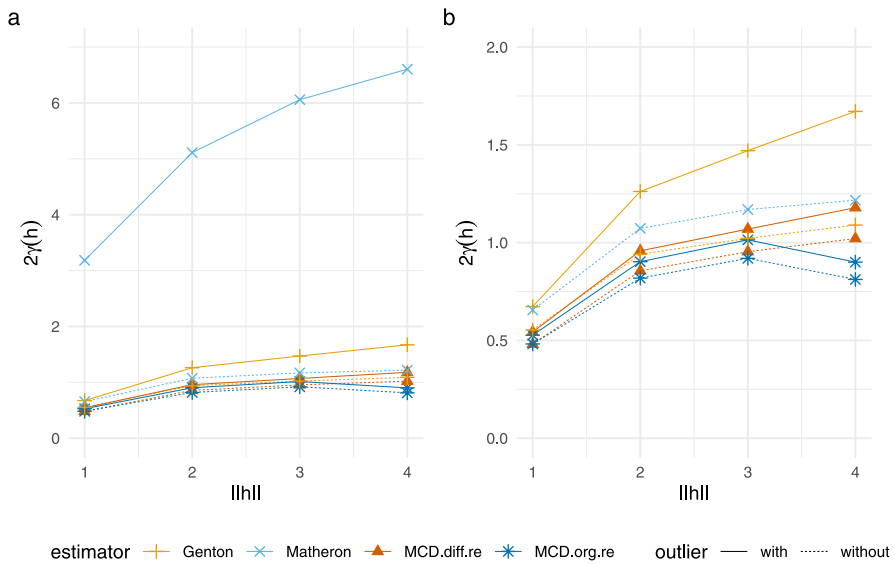 a
b
2γ(h)
6
4
2
0
1 2 3 4
||h||
2γ(h)
2.0
1.5
1.0
0.5
0.0
1 2 3 4
||h||
estimator Genton Matheron MCD.diff.re MCD.org.re outlier with without